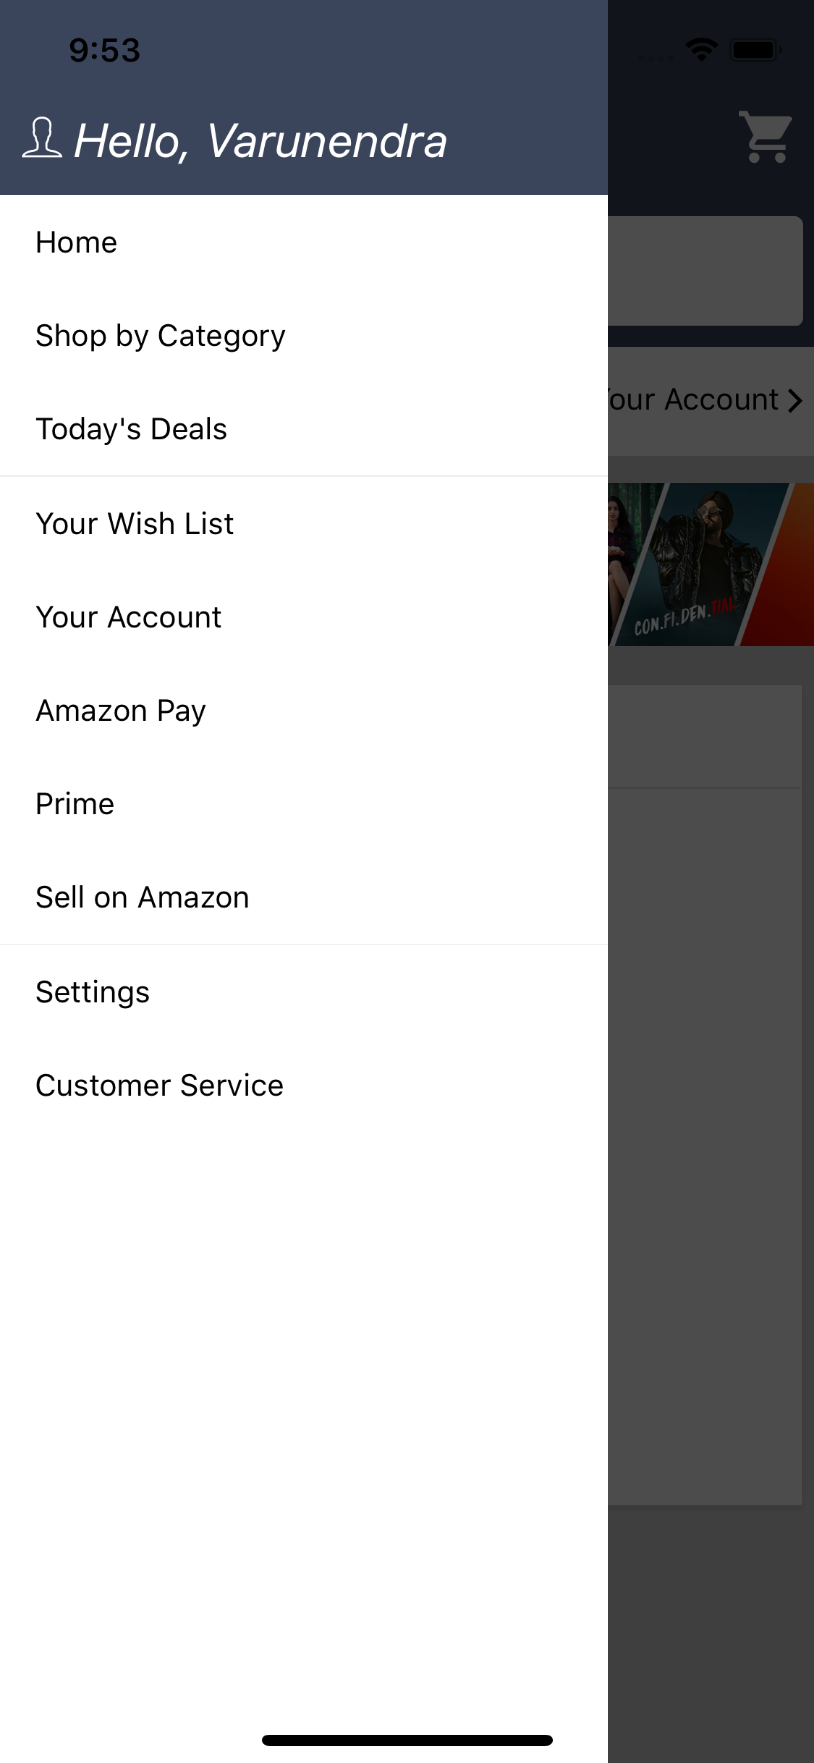 9:53
Hello, Varunendra
Home
Shop by Category
Today's Deals
Your Account
Your Wish List
CON.FI.DEN.TIAL
Your Account
Amazon Pay
Prime
Sell on Amazon
Settings
Customer Service